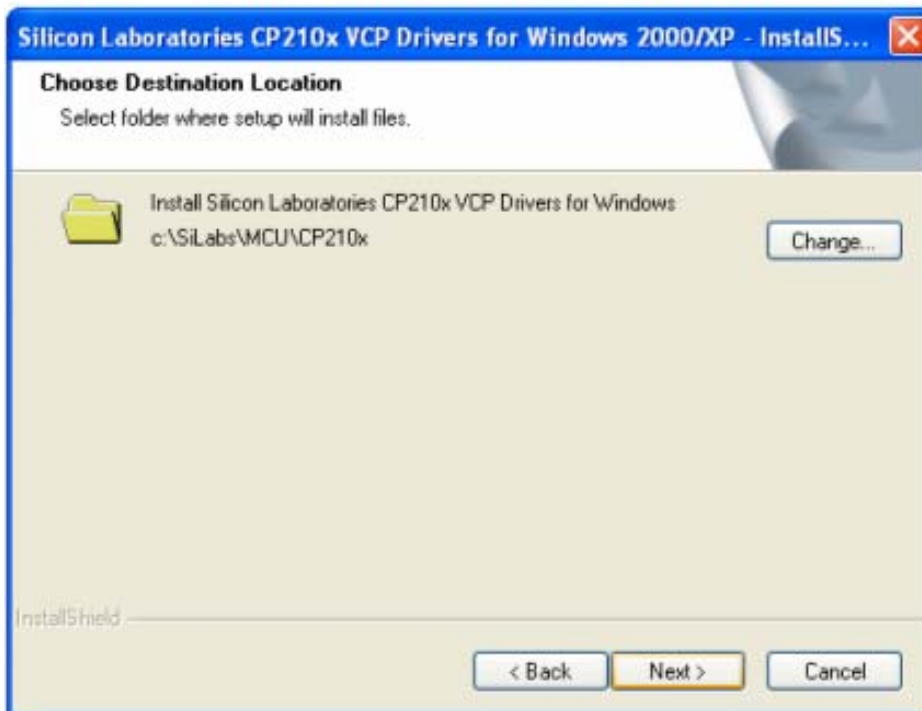 Silicon Laboratories CP210x VCP Drivers for Windows 2000/XP - InstallS...
Choose Destination Location
Select folder where setup will install files.
Install Silicon Laboratories CP210x VCP Drivers for Windows
c:\SiLabs\MCU\CP210x
Change...
InstallShield
< Back
Next >
Cancel